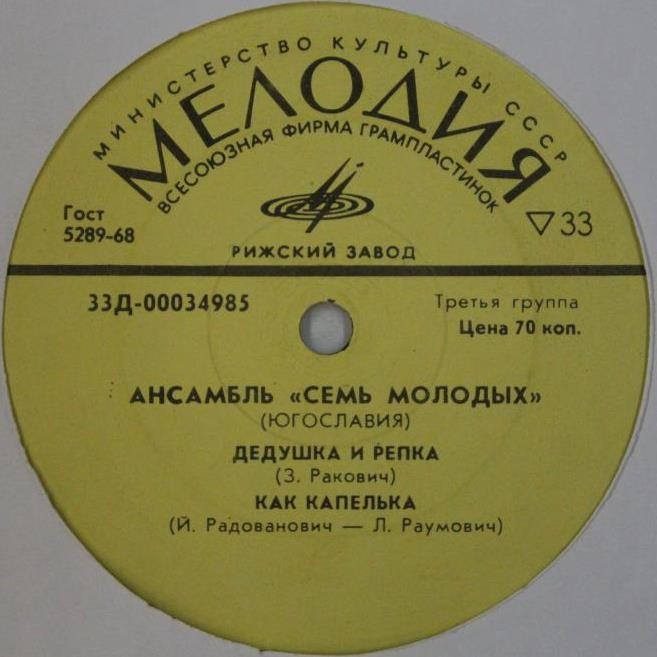 МИНИСТЕРСТВО КУЛЬТУРЫ СССР
МЕЛОДИЯ
ВСЕСОЮЗНАЯ ФИРМА ГРАМПЛАСТИНОК
Гост
5289-68
▽33
РИЖСКИЙ ЗАВОД
33Д-00034985
Третья группа
Цена 70 коп.
АНСАМБЛЬ «СЕМЬ МОЛОДЫХ»
(ЮГОСЛАВИЯ)
ДЕДУШКА И РЕПКА
(З. Ракович)
КАК КАПЕЛЬКА
(Й. Радованович — Л. Раумович)